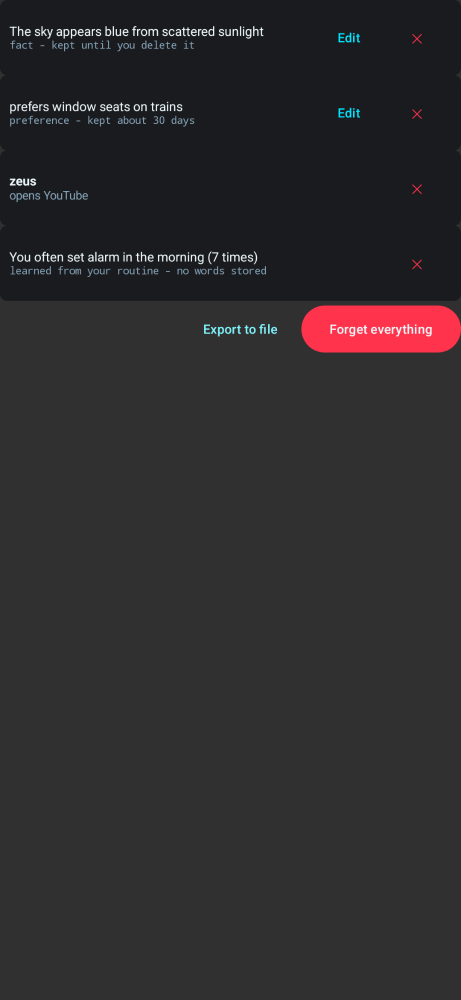 The sky appears blue from scattered sunlight
fact - kept until you delete it
Edit
prefers window seats on trains
preference - kept about 30 days
Edit
zeus
opens YouTube
You often set alarm in the morning (7 times)
learned from your routine - no words stored
Export to file
Forget everything